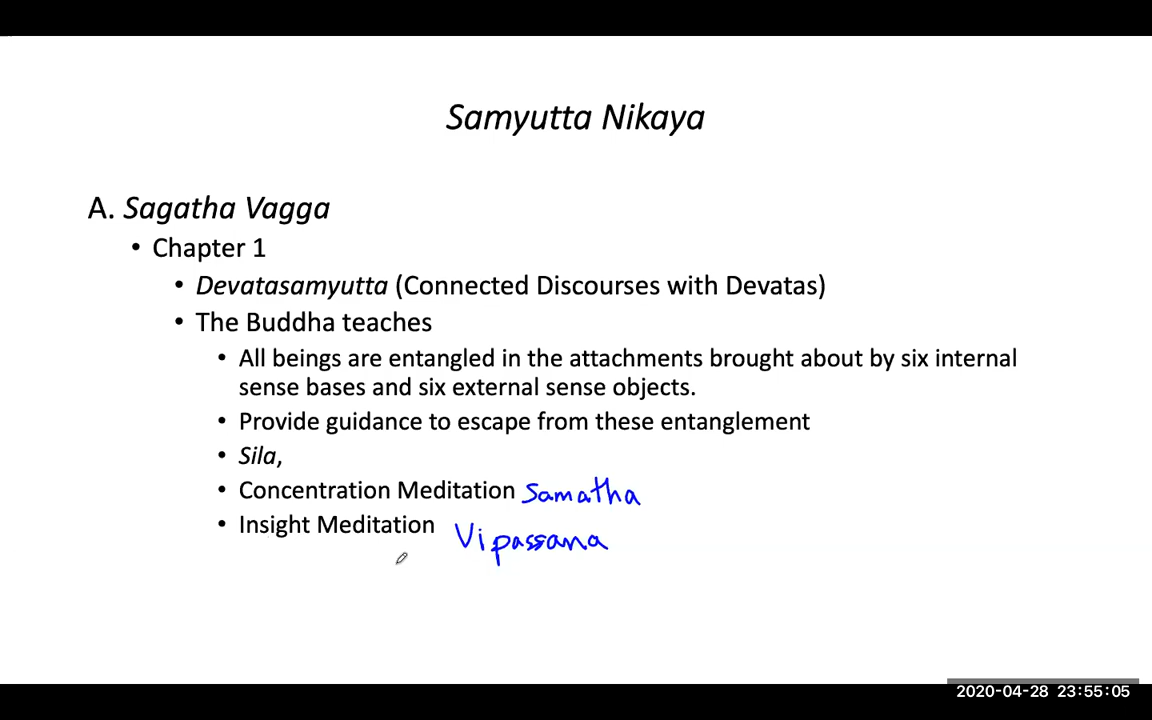 Samyutta Nikaya
A. Sagatha Vagga
• Chapter 1
• Devatasamyutta (Connected Discourses with Devatas)
• The Buddha teaches
• All beings are entangled in the attachments brought about by six internal
sense bases and six external sense objects.
• Provide guidance to escape from these entanglement
• Sila,
• Concentration Meditation Samatha
• Insight Meditation Vipassana
2020-04-28 23:55:05